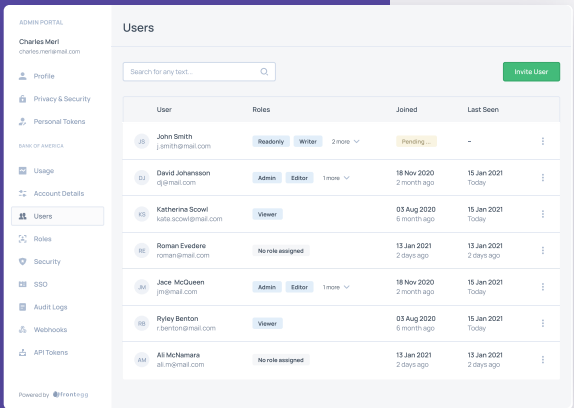 ADMIN PORTAL
Charles Merl
charles.merl@mail.com
Profile
Privacy & Security
Personal Tokens
BANK OF AMERICA
Usage
Account Details
Users
Roles
Security
SSO
Audit Logs
Webhooks
API Tokens
Powered by frontegg
Users
Search for any text...
Invite User
User Roles Joined Last Seen
JS John Smith Readonly Writer 2 more Pending... –
j.smith@mail.com
DJ David Johansson Admin Editor 1 more 18 Nov 2020 15 Jan 2021
dj@mail.com 2 month ago Today
KS Katherina Scowl Viewer 03 Aug 2020 15 Jan 2021
kate.scowl@mail.com 6 month ago Today
RE Roman Evedere No role assigned 13 Jan 2021 13 Jan 2021
roman@mail.com 2 days ago 2 days ago
JM Jace McQueen Admin Editor 1 more 18 Nov 2020 15 Jan 2021
jm@mail.com 2 month ago Today
RB Ryley Benton Viewer 03 Aug 2020 15 Jan 2021
r.benton@mail.com 6 month ago Today
AM Ali McNamara No role assigned 13 Jan 2021 13 Jan 2021
ali.m@mail.com 2 days ago 2 days ago